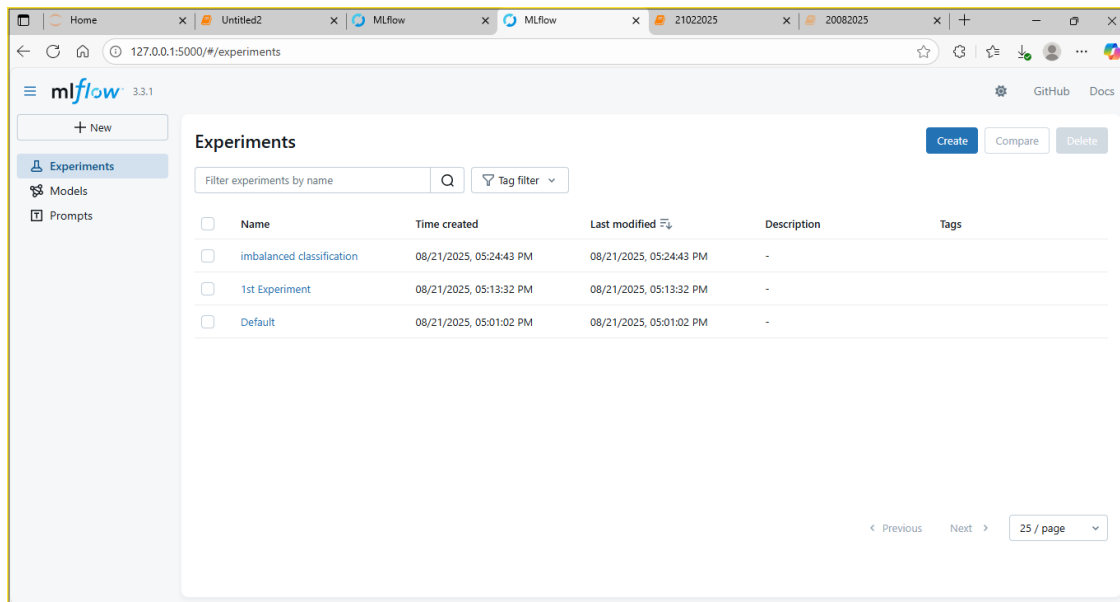 Home Untitled2 MLflow MLflow 21022025 20082025
127.0.0.1:5000/#/experiments
mlflow 3.3.1 GitHub Docs
+ New
Experiments
Models
Prompts
Experiments
Create Compare Delete
Filter experiments by name Tag filter
Name Time created Last modified Description Tags
imbalanced classification 08/21/2025, 05:24:43 PM 08/21/2025, 05:24:43 PM -
1st Experiment 08/21/2025, 05:13:32 PM 08/21/2025, 05:13:32 PM -
Default 08/21/2025, 05:01:02 PM 08/21/2025, 05:01:02 PM -
Previous Next 25 / page